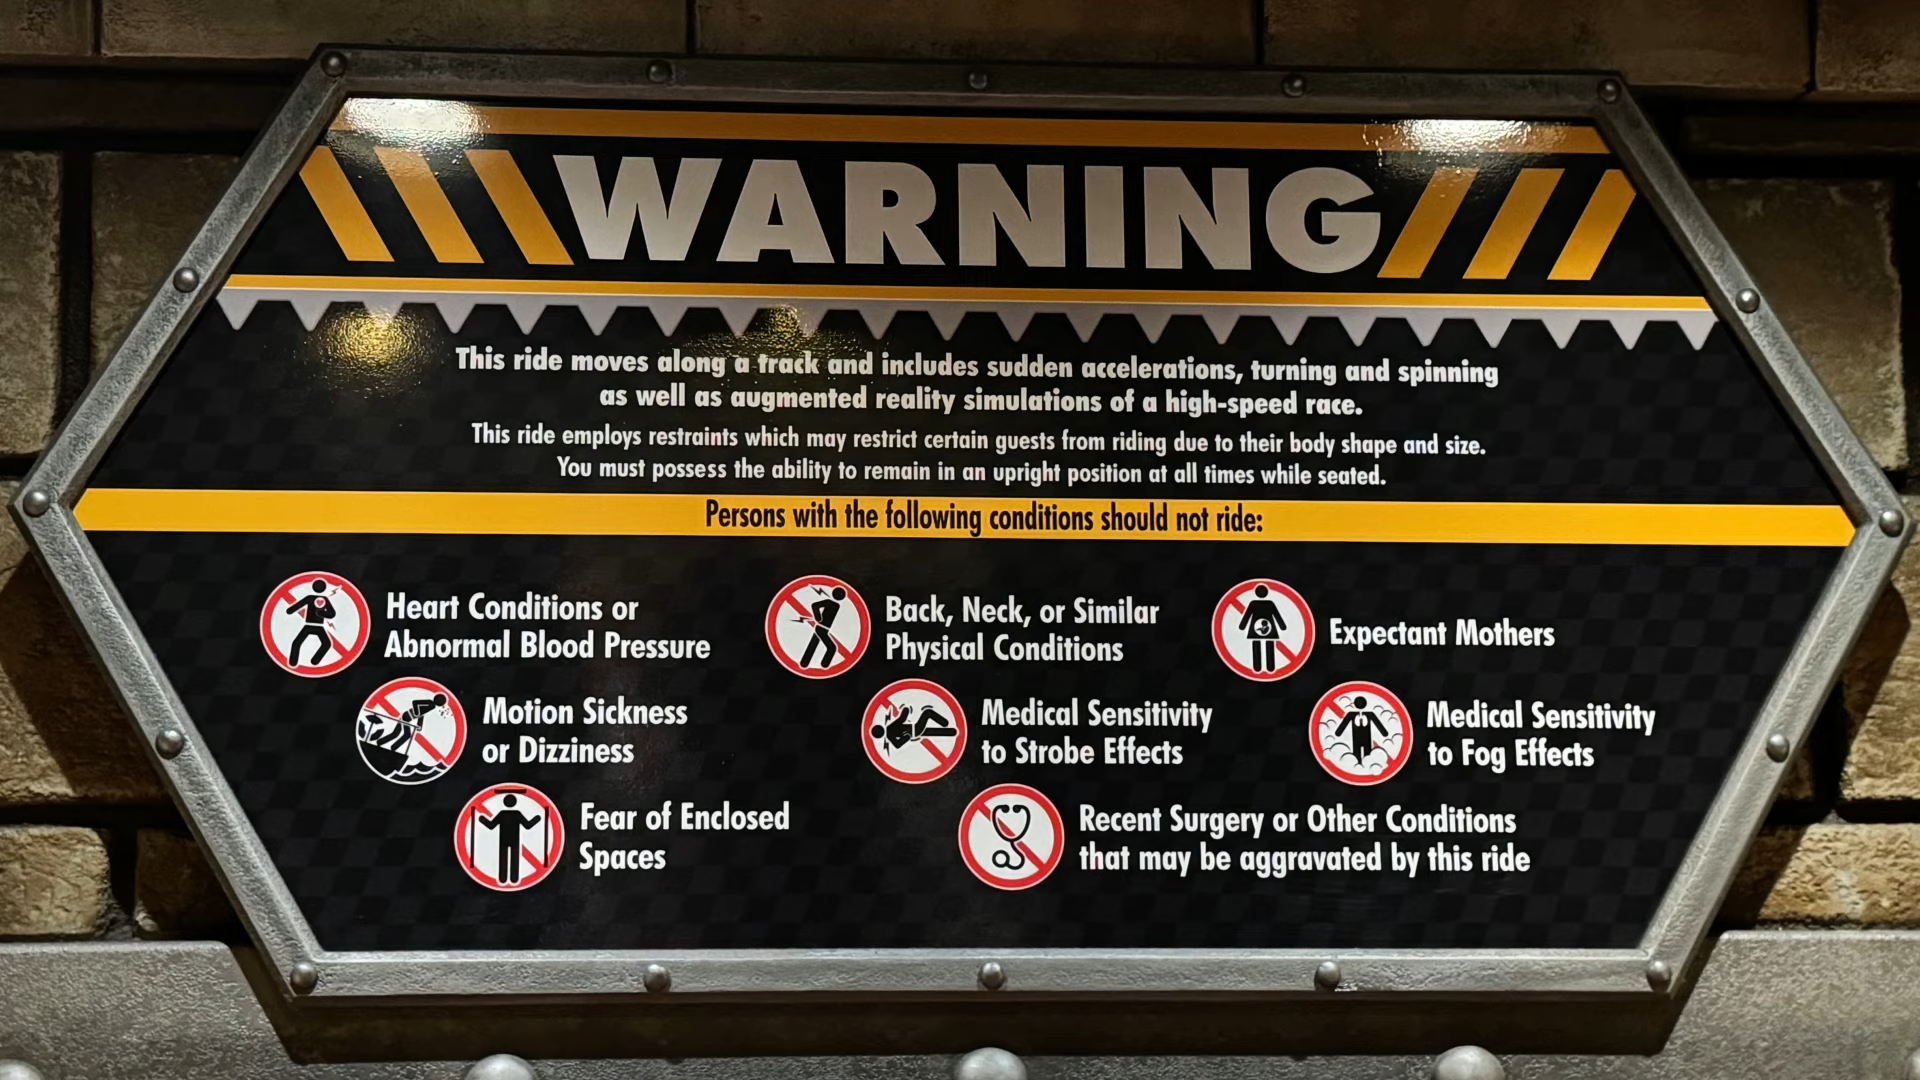 WARNING
This ride moves along a track and includes sudden accelerations, turning and spinning
as well as augmented reality simulations of a high-speed race.
This ride employs restraints which may restrict certain guests from riding due to their body shape and size.
You must possess the ability to remain in an upright position at all times while seated.
Persons with the following conditions should not ride:
Heart Conditions or
Abnormal Blood Pressure
Back, Neck, or Similar
Physical Conditions
Expectant Mothers
Motion Sickness
or Dizziness
Medical Sensitivity
to Strobe Effects
Medical Sensitivity
to Fog Effects
Fear of Enclosed
Spaces
Recent Surgery or Other Conditions
that may be aggravated by this ride